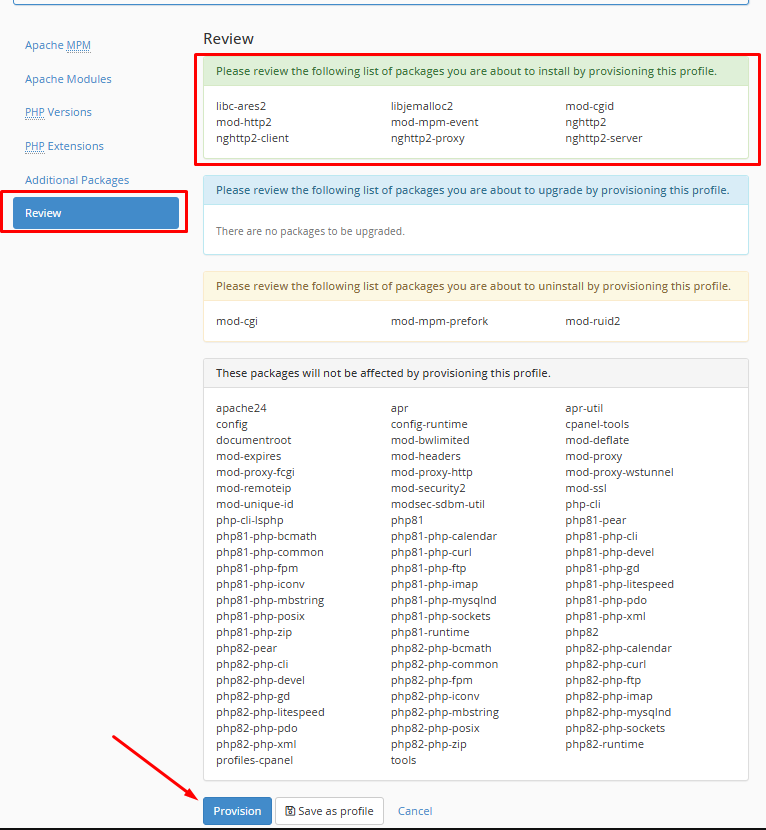 Apache MPM
Apache Modules
PHP Versions
PHP Extensions
Additional Packages
Review
Review
Please review the following list of packages you are about to install by provisioning this profile.
libc-ares2 libjemalloc2 mod-cgid
mod-http2 mod-mpm-event nghttp2
nghttp2-client nghttp2-proxy nghttp2-server
Please review the following list of packages you are about to upgrade by provisioning this profile.
There are no packages to be upgraded.
Please review the following list of packages you are about to uninstall by provisioning this profile.
mod-cgi mod-mpm-prefork mod-ruid2
These packages will not be affected by provisioning this profile.
apache24 apr apr-util
config config-runtime cpanel-tools
documentroot mod-bwlimited mod-deflate
mod-expires mod-headers mod-proxy
mod-proxy-fcgi mod-proxy-http mod-proxy-wstunnel
mod-remoteip mod-security2 mod-ssl
mod-unique-id modsec-sdbm-util php-cli
php-cli-lsphp php81 php81-pear
php81-php-bcmath php81-php-calendar php81-php-cli
php81-php-common php81-php-curl php81-php-devel
php81-php-fpm php81-php-ftp php81-php-gd
php81-php-iconv php81-php-imap php81-php-litespeed
php81-php-mbstring php81-php-mysqlnd php81-php-pdo
php81-php-posix php81-php-sockets php81-php-xml
php81-php-zip php81-runtime php82
php82-pear php82-php-bcmath php82-php-calendar
php82-php-cli php82-php-common php82-php-curl
php82-php-devel php82-php-fpm php82-php-ftp
php82-php-gd php82-php-iconv php82-php-imap
php82-php-litespeed php82-php-mbstring php82-php-mysqlnd
php82-php-pdo php82-php-posix php82-php-sockets
php82-php-xml php82-php-zip php82-runtime
profiles-cpanel tools
Provision Save as profile Cancel